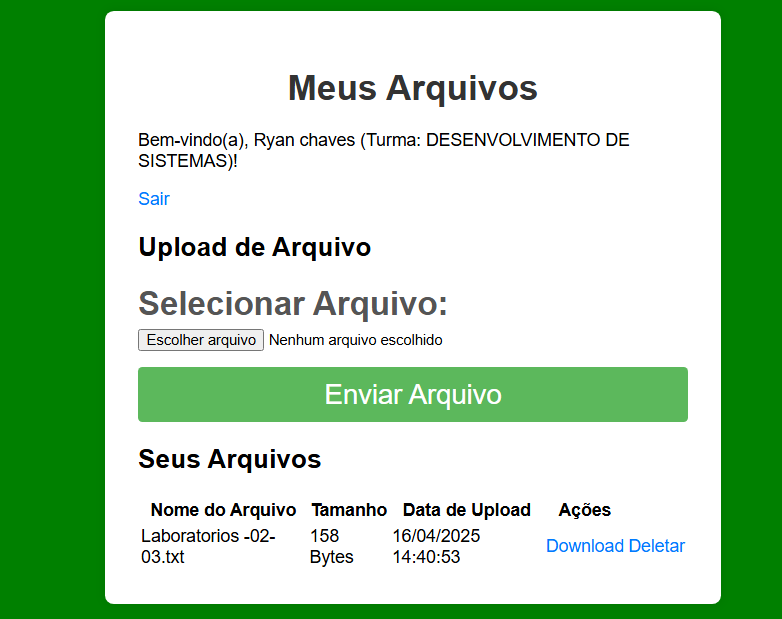 Meus Arquivos
Bem-vindo(a), Ryan chaves (Turma: DESENVOLVIMENTO DE
SISTEMAS)!
Sair
Upload de Arquivo
Selecionar Arquivo:
Escolher arquivo Nenhum arquivo escolhido
Enviar Arquivo
Seus Arquivos
Nome do Arquivo Tamanho Data de Upload Ações
Laboratorios -02-03.txt 158 Bytes 16/04/2025 14:40:53 Download Deletar